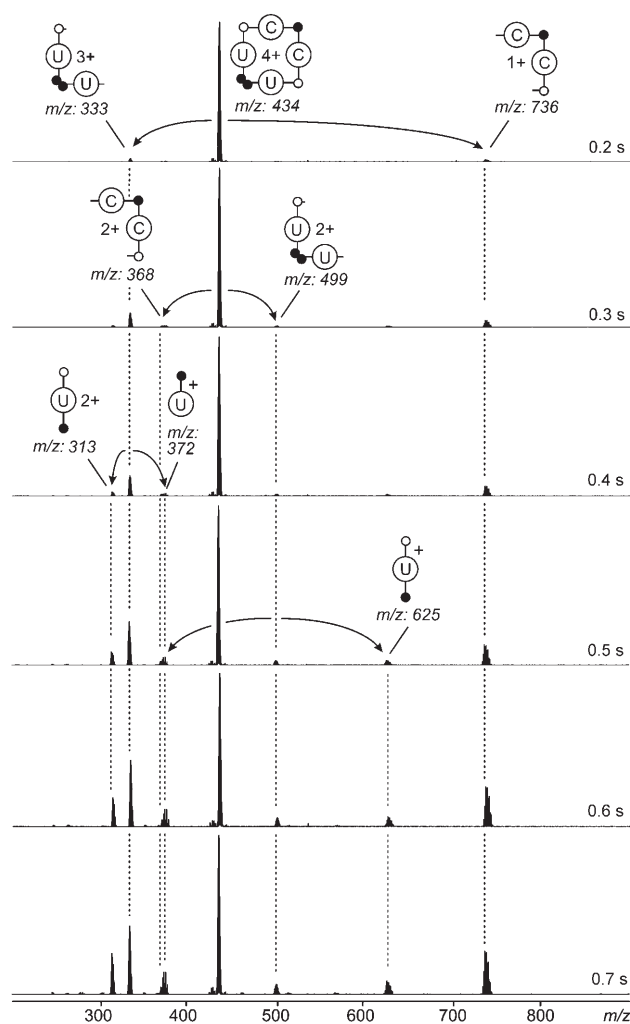 U 3+
U
m/z: 333
C
U 4+ C
U
m/z: 434
C
1+ C
m/z: 736
0.2 s
C
2+ C
m/z: 368
U 2+
U
m/z: 499
0.3 s
U 2+
m/z: 313
+
U
m/z:
372
0.4 s
+
U
m/z: 625
0.5 s
0.6 s
0.7 s
300 400 500 600 700 800 m/z